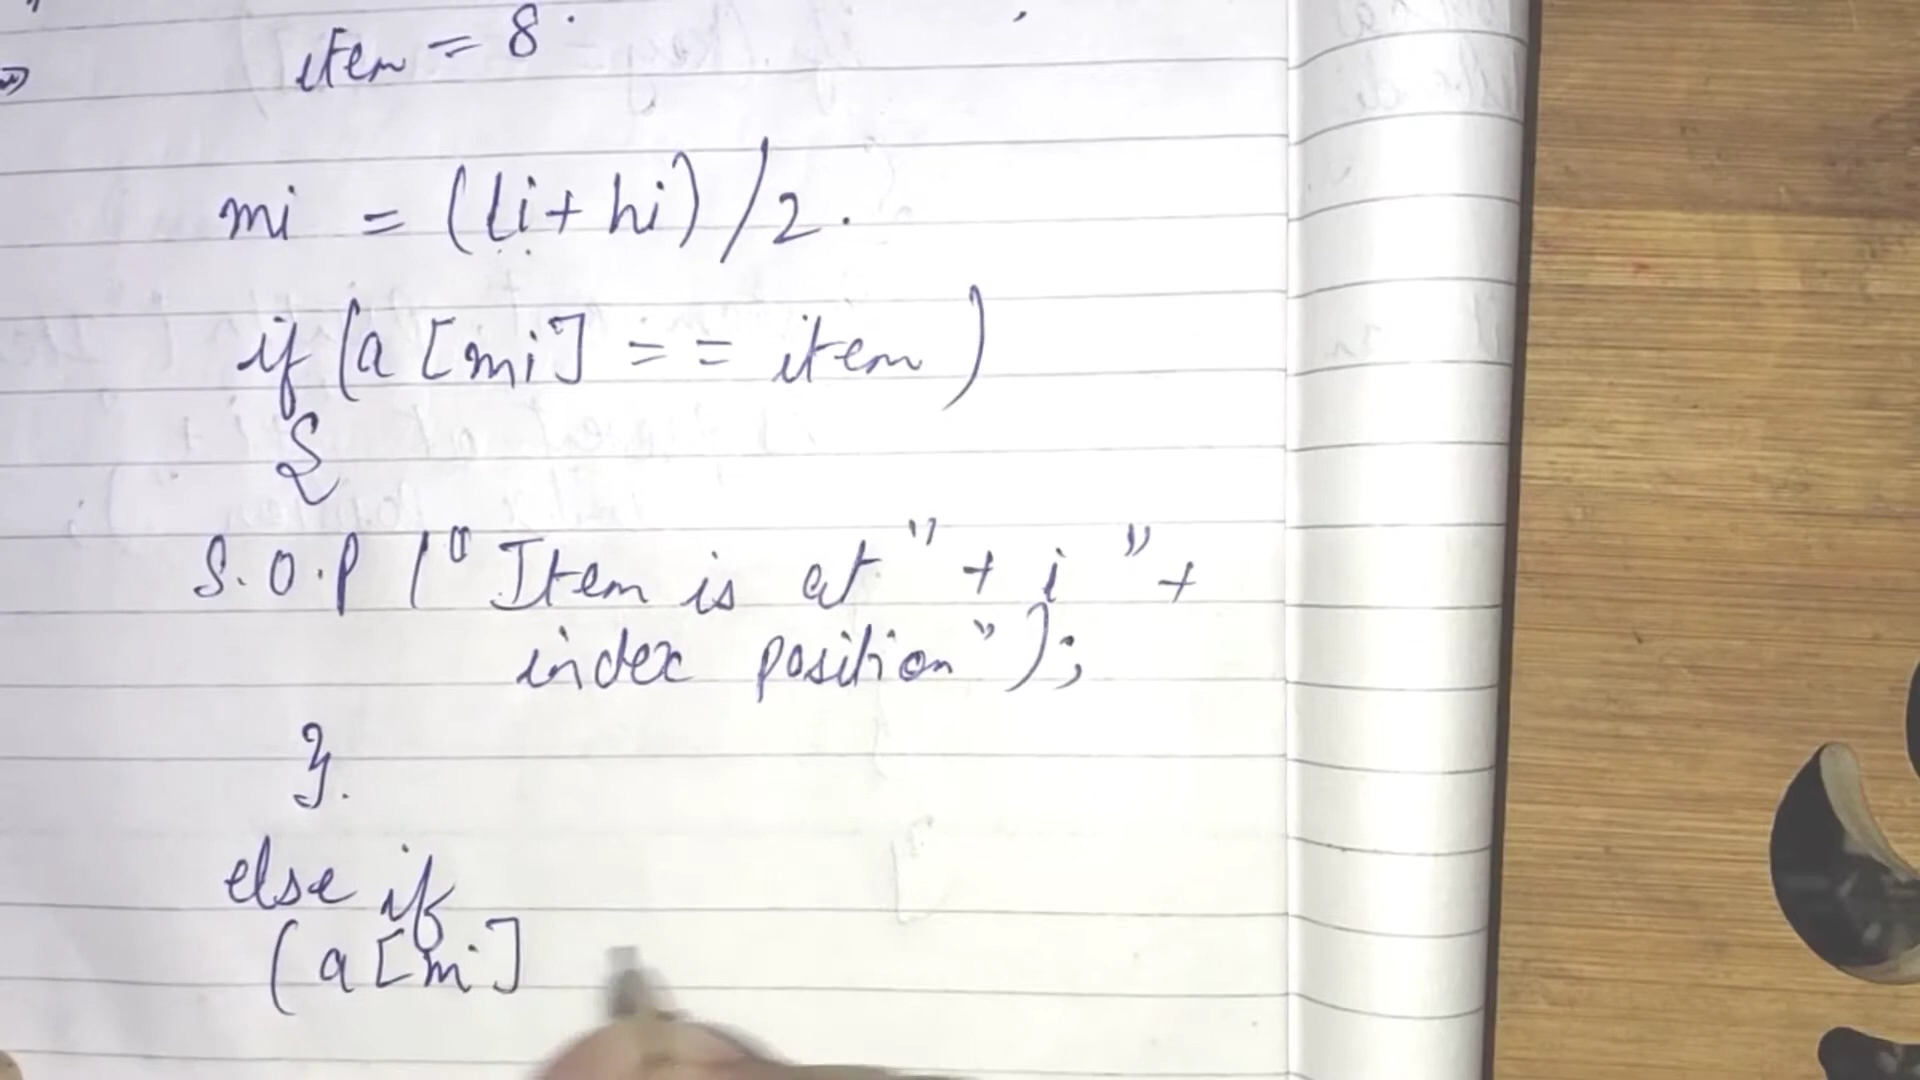 item = 8.
mi = (li + hi) / 2.
if (a [mi] == item)
{
S.O.P (" Item is at " + i " +
index position " );
}.
else if
(a [mi]